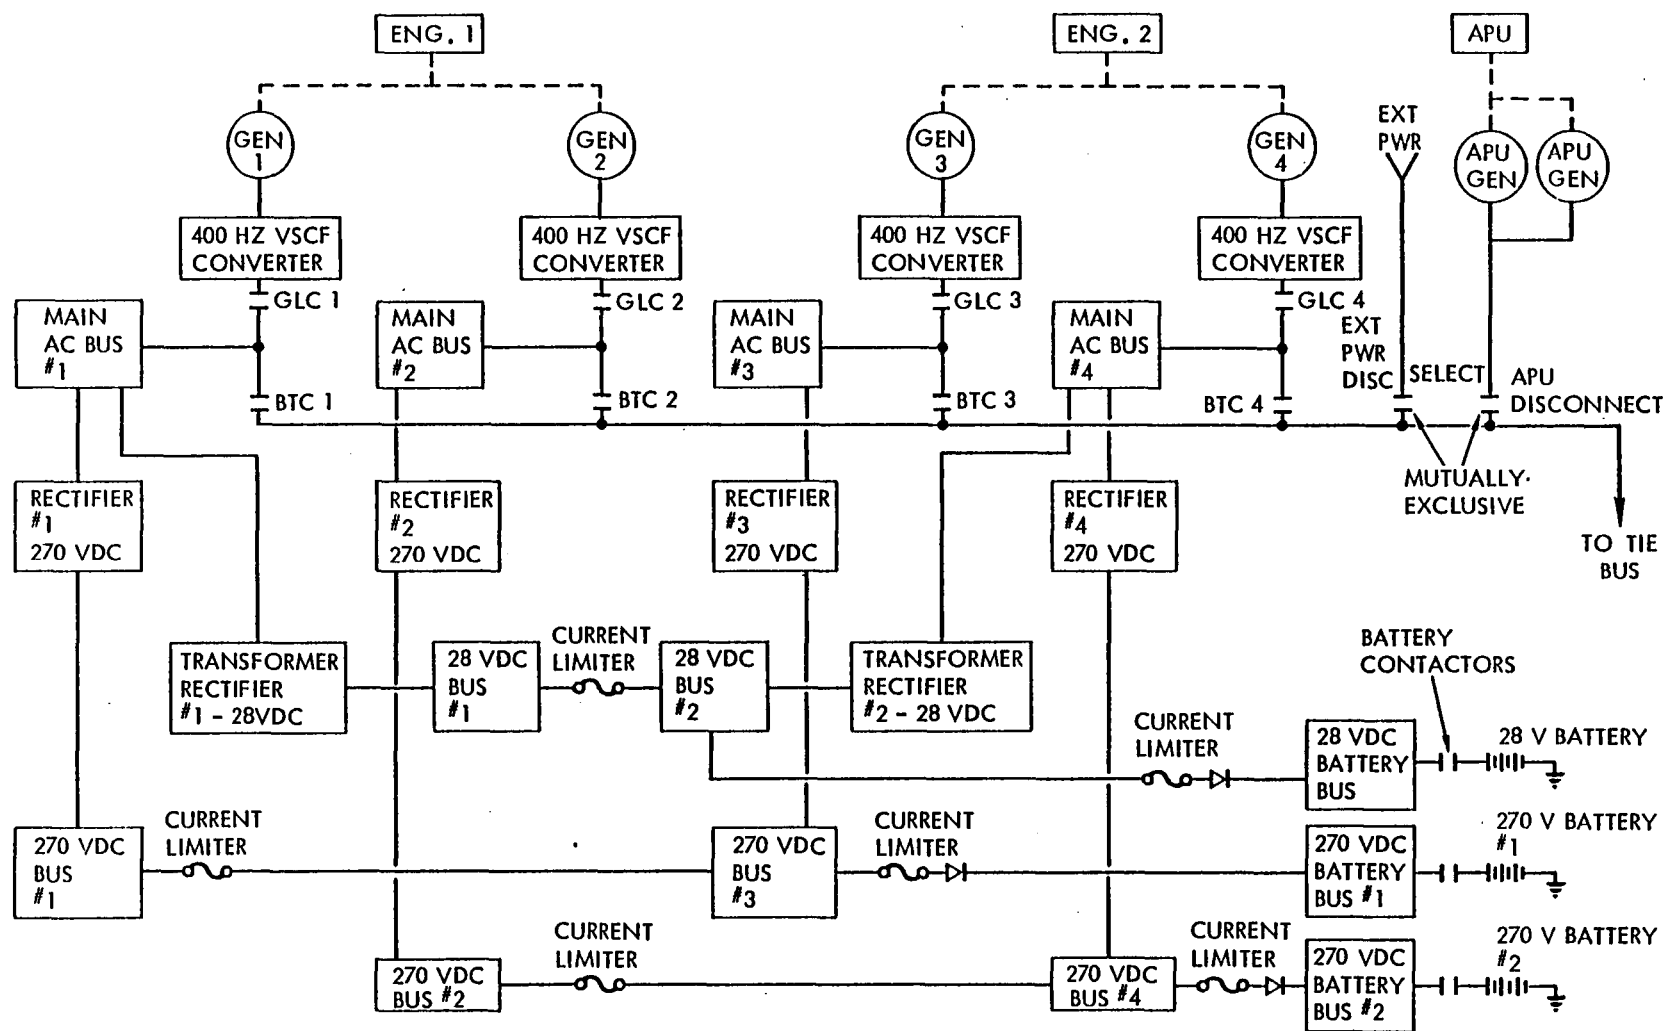 ENG. 1
ENG. 2
APU
GEN
1
GEN
2
GEN
3
GEN
4
EXT
PWR
APU
GEN
APU
GEN
400 HZ VSCF
CONVERTER
400 HZ VSCF
CONVERTER
400 HZ VSCF
CONVERTER
400 HZ VSCF
CONVERTER
GLC 1
GLC 2
GLC 3
GLC 4
MAIN
AC BUS
#1
MAIN
AC BUS
#2
MAIN
AC BUS
#3
MAIN
AC BUS
#4
EXT
PWR
DISC
SELECT
APU
DISCONNECT
BTC 1
BTC 2
BTC 3
BTC 4
MUTUALLY-
EXCLUSIVE
TO TIE
BUS
RECTIFIER
#1
270 VDC
RECTIFIER
#2
270 VDC
RECTIFIER
#3
270 VDC
RECTIFIER
#4
270 VDC
TRANSFORMER
RECTIFIER
#1 - 28VDC
28 VDC
BUS
#1
CURRENT
LIMITER
28 VDC
BUS
#2
TRANSFORMER
RECTIFIER
#2 - 28 VDC
BATTERY
CONTACTORS
CURRENT
LIMITER
28 VDC
BATTERY
BUS
28 V BATTERY
270 VDC
BUS
#1
CURRENT
LIMITER
270 VDC
BUS
#3
CURRENT
LIMITER
270 VDC
BATTERY
BUS #1
270 V BATTERY
#1
270 VDC
BUS #2
CURRENT
LIMITER
270 VDC
BUS #4
CURRENT
LIMITER
270 VDC
BATTERY
BUS #2
270 V BATTERY
#2